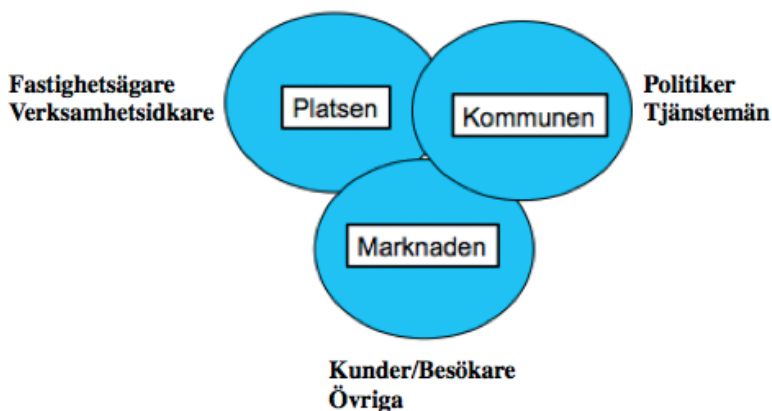 Fastighetsägare
Verksamhetsidkare
Platsen
Kommunen
Politiker
Tjänstemän
Marknaden
Kunder/Besökare
Övriga